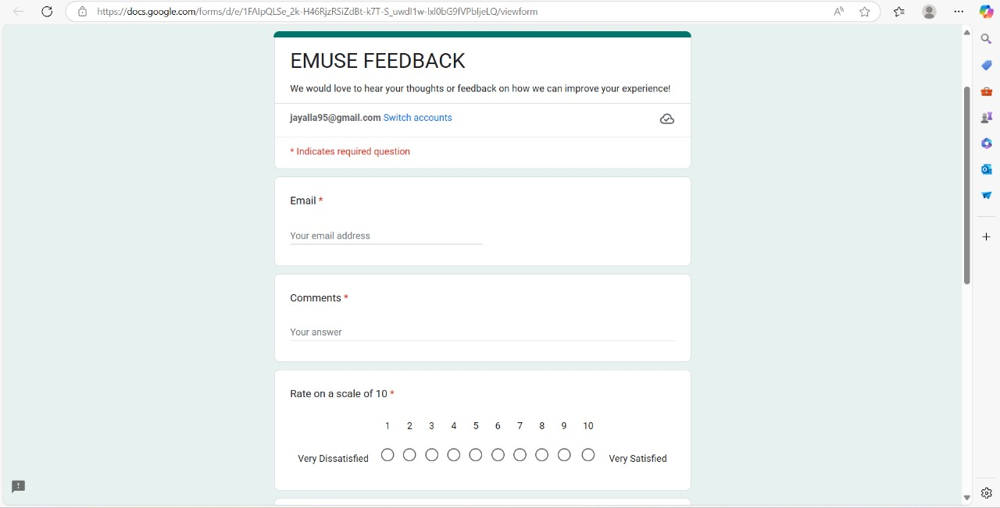 https://docs.google.com/forms/d/e/1FAIpQLSe_2k-H46RjzRSiZdBt-k7T-S_uwdI1w-lxl0bG9fVPbljeLQ/viewform
EMUSE FEEDBACK
We would love to hear your thoughts or feedback on how we can improve your experience!
jayalla95@gmail.com Switch accounts
* Indicates required question
Email *
Your email address
Comments *
Your answer
Rate on a scale of 10 *
1 2 3 4 5 6 7 8 9 10
Very Dissatisfied Very Satisfied